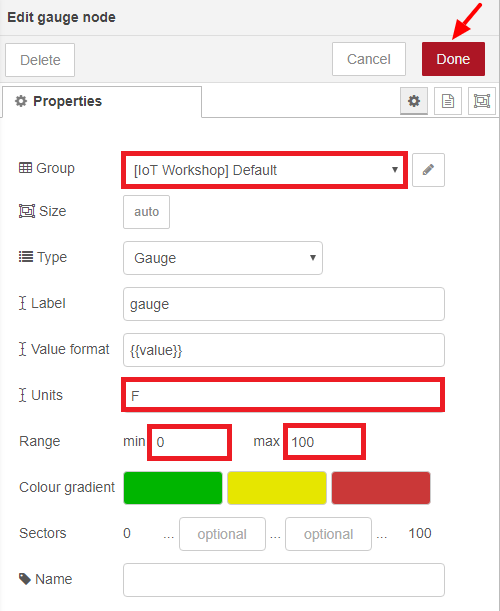 Edit gauge node
Delete Cancel Done
Properties
Group [IoT Workshop] Default
Size auto
Type Gauge
Label gauge
Value format {{value}}
Units F
Range min 0 max 100
Colour gradient
Sectors 0 ... optional ... optional ... 100
Name